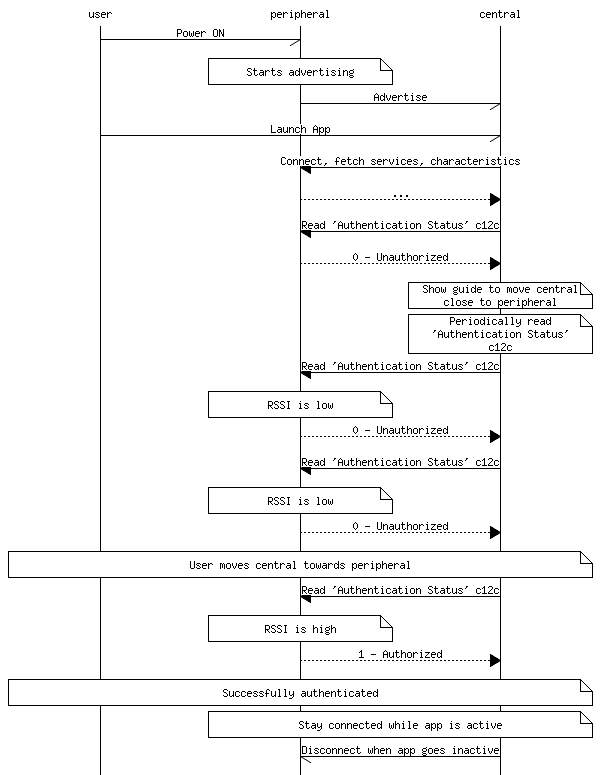 user peripheral central
Power ON
Starts advertising
Advertise
Launch App
Connect, fetch services, characteristics
...
Read 'Authentication Status' c12c
0 - Unauthorized
Show guide to move central
close to peripheral
Periodically read
'Authentication Status'
c12c
Read 'Authentication Status' c12c
RSSI is low
0 - Unauthorized
Read 'Authentication Status' c12c
RSSI is low
0 - Unauthorized
User moves central towards peripheral
Read 'Authentication Status' c12c
RSSI is high
1 - Authorized
Successfully authenticated
Stay connected while app is active
Disconnect when app goes inactive